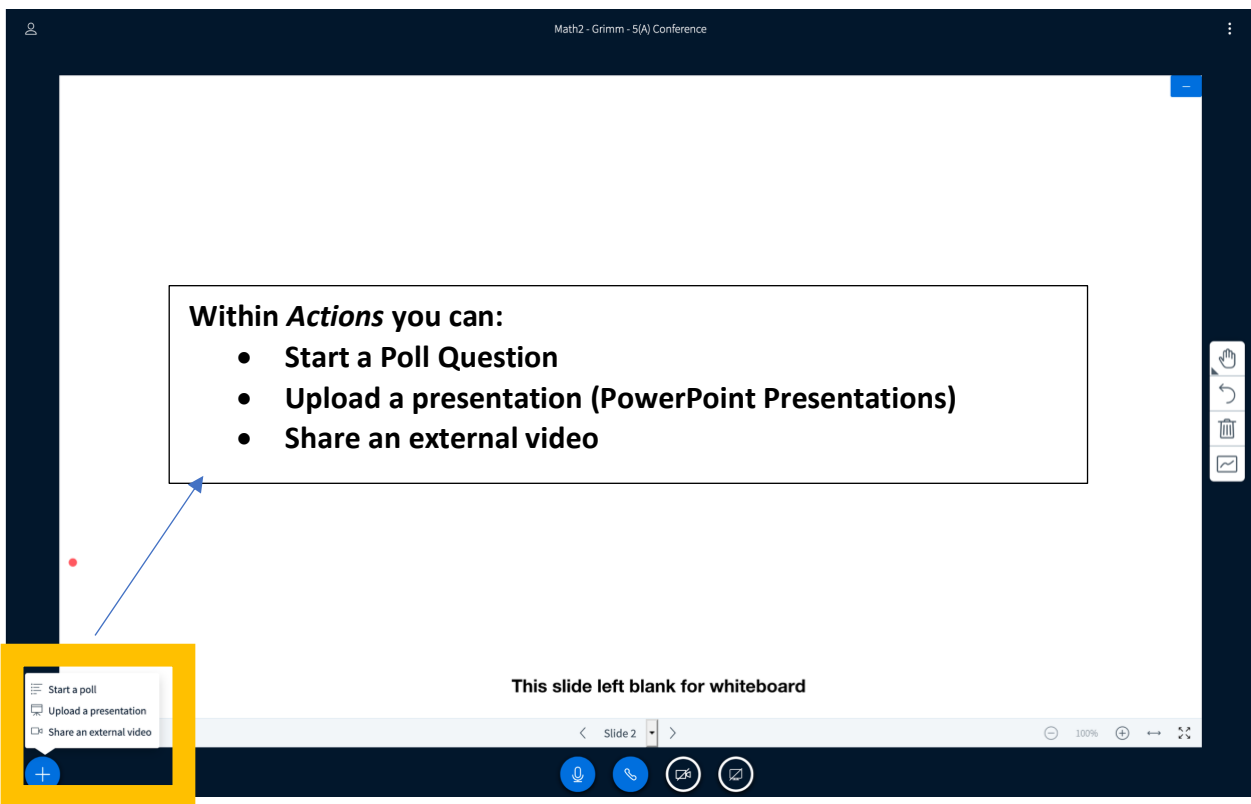 Math2 - Grimm - 5(A) Conference
Within Actions you can:
• Start a Poll Question
• Upload a presentation (PowerPoint Presentations)
• Share an external video
This slide left blank for whiteboard
Start a poll
Upload a presentation
Share an external video
Slide 2
100%